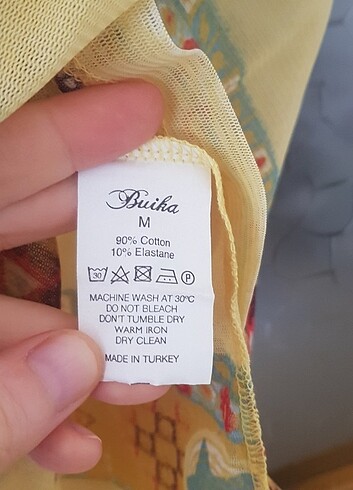 Buika
M
90% Cotton
10% Elastane
30 P
MACHINE WASH AT 30°C
DO NOT BLEACH
DON'T TUMBLE DRY
WARM IRON
DRY CLEAN
MADE IN TURKEY